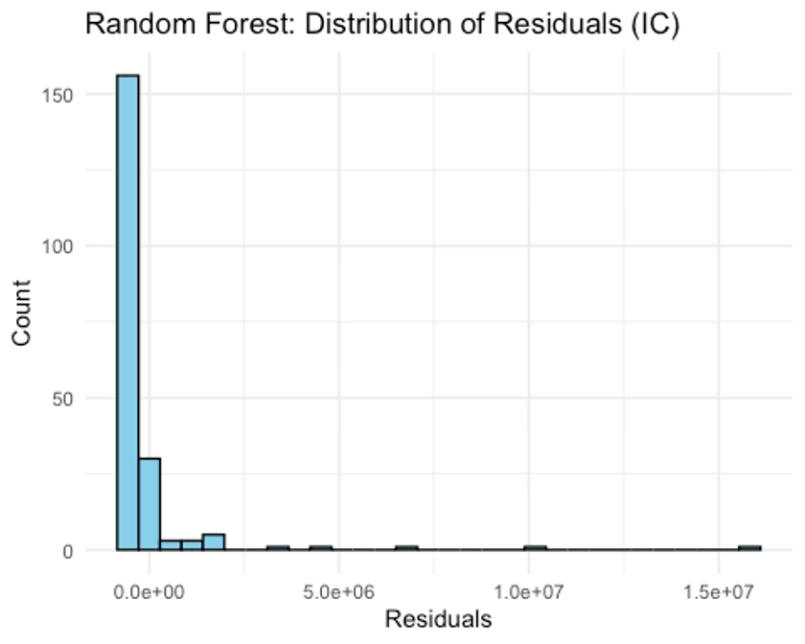 Random Forest: Distribution of Residuals (IC)
150
100
50
0
Count
0.0e+00 5.0e+06 1.0e+07 1.5e+07
Residuals